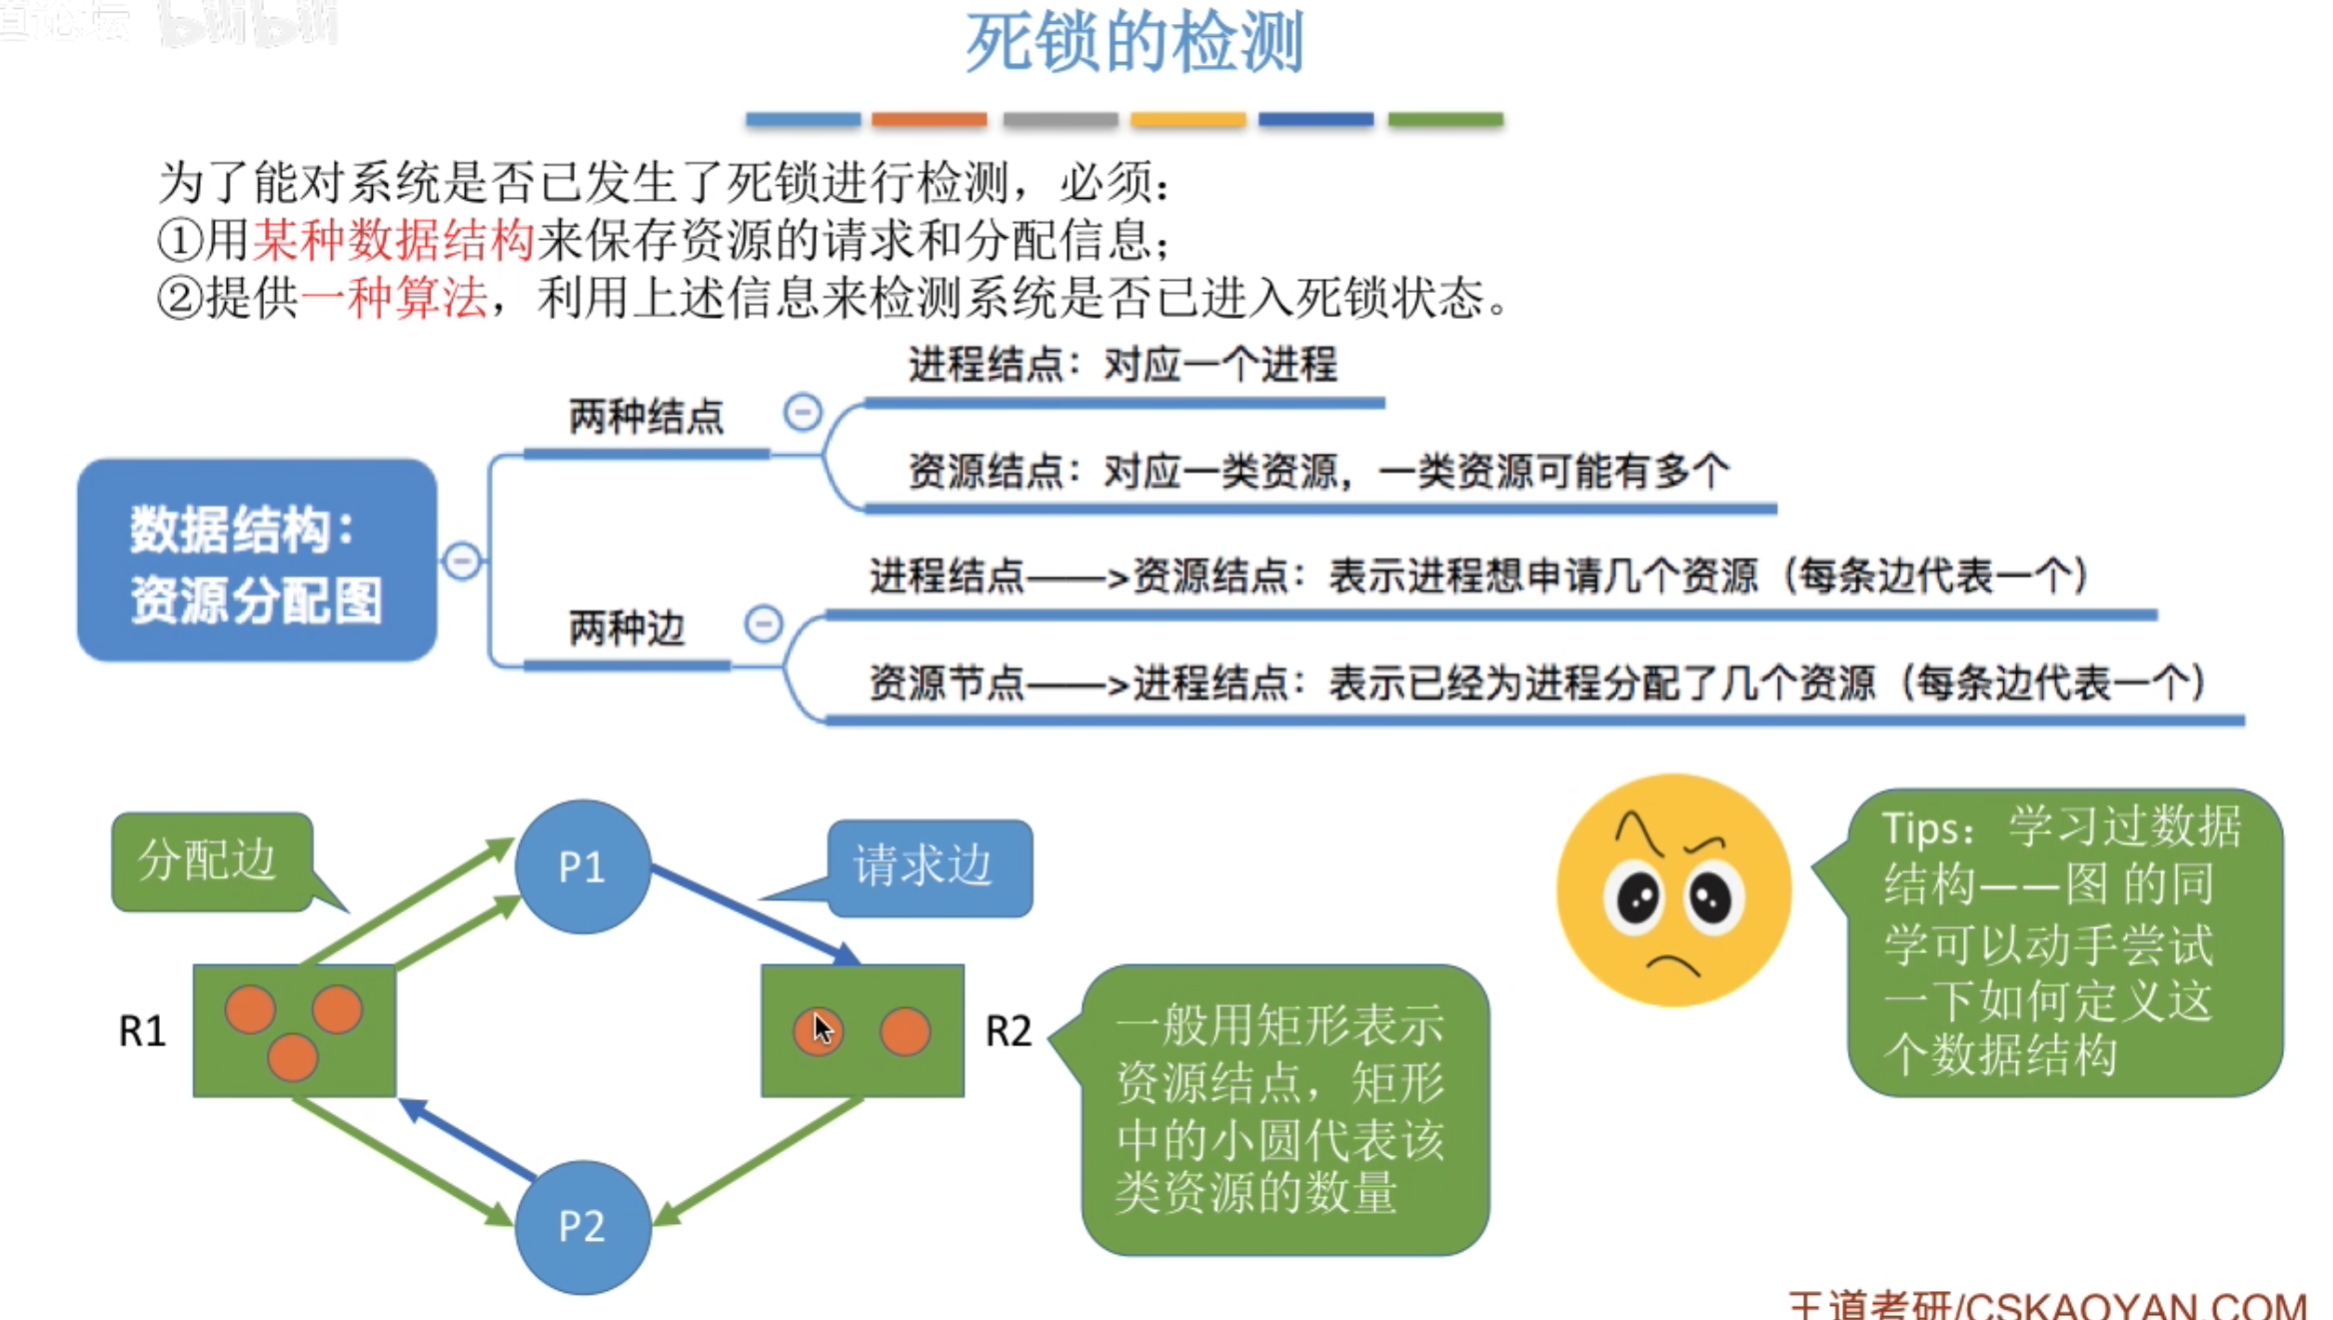 道论坛 bilibili
死锁的检测
为了能对系统是否已发生了死锁进行检测，必须：
①用某种数据结构来保存资源的请求和分配信息；
②提供一种算法，利用上述信息来检测系统是否已进入死锁状态。
进程结点：对应一个进程
两种结点
资源结点：对应一类资源，一类资源可能有多个
数据结构：
资源分配图
进程结点——>资源结点：表示进程想申请几个资源（每条边代表一个）
两种边
资源节点——>进程结点：表示已经为进程分配了几个资源（每条边代表一个）
分配边
P1
请求边
R1
R2
P2
一般用矩形表示
资源结点，矩形
中的小圆代表该
类资源的数量
Tips：学习过数据
结构——图 的同
学可以动手尝试
一下如何定义这
个数据结构
王道考研/CSKAOYAN.COM